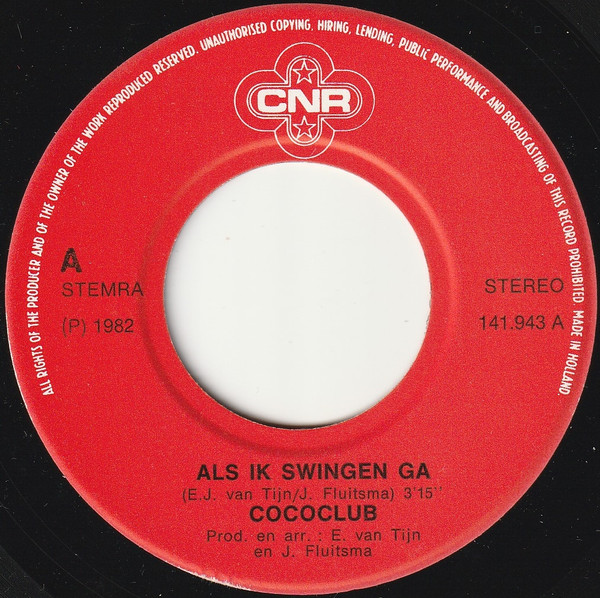 ALL RIGHTS OF THE PRODUCER AND OF THE OWNER OF THE WORK REPRODUCED RESERVED. UNAUTHORISED COPYING, HIRING, LENDING, PUBLIC PERFORMANCE AND BROADCASTING OF THIS RECORD PROHIBITED. MADE IN HOLLAND.
CNR
A
STEMRA
(P) 1982
STEREO
141.943 A
ALS IK SWINGEN GA
(E.J. van Tijn/J. Fluitsma) 3'15''
COCOCLUB
Prod. en arr. : E. van Tijn
en J. Fluitsma